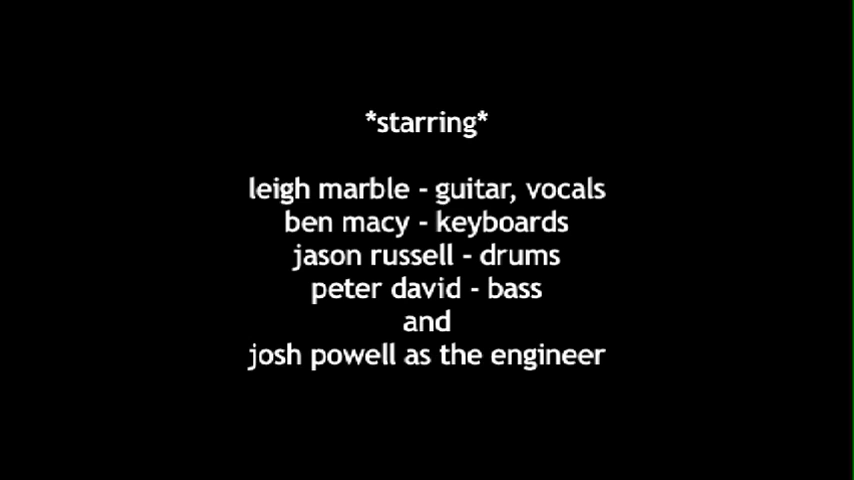 *starring*
leigh marble - guitar, vocals
ben macy - keyboards
jason russell - drums
peter david - bass
and
josh powell as the engineer